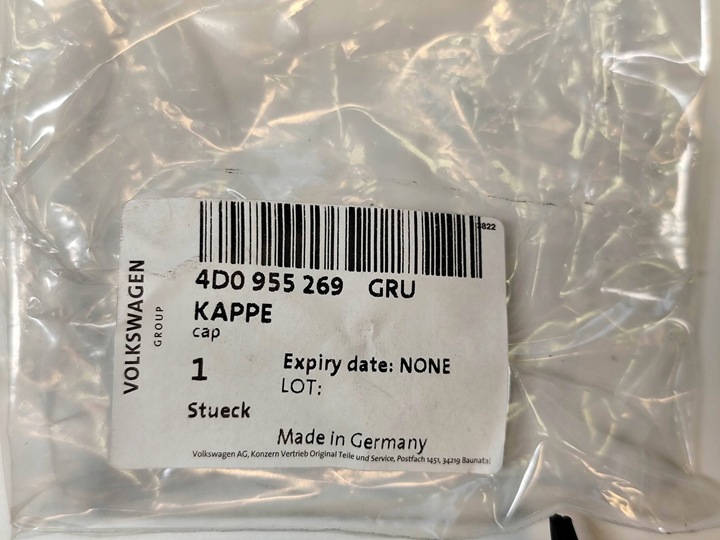 3822
4D0 955 269 GRU
KAPPE
cap
VOLKSWAGEN
GROUP
1
Expiry date: NONE
LOT:
Stueck
Made in Germany
Volkswagen AG, Konzern Vertrieb Original Teile und Service, Postfach 1451, 34219 Baunatal